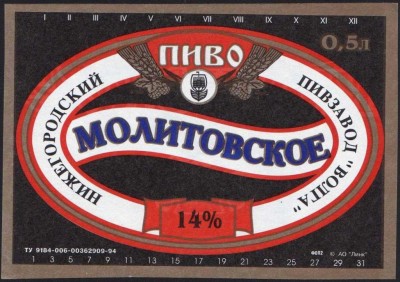 I II III IV V VI VII VIII IX X XI XII
0,5л
ПИВО
НИЖЕГОРОДСКИЙ
ПИВЗАВОД "ВОЛГА"
МОЛИТОВСКОЕ
14%
ТУ 9184-006-00362909-94
© АО "Линк"
1 3 5 7 9 11 13 15 17 19 21 23 25 27 29 31